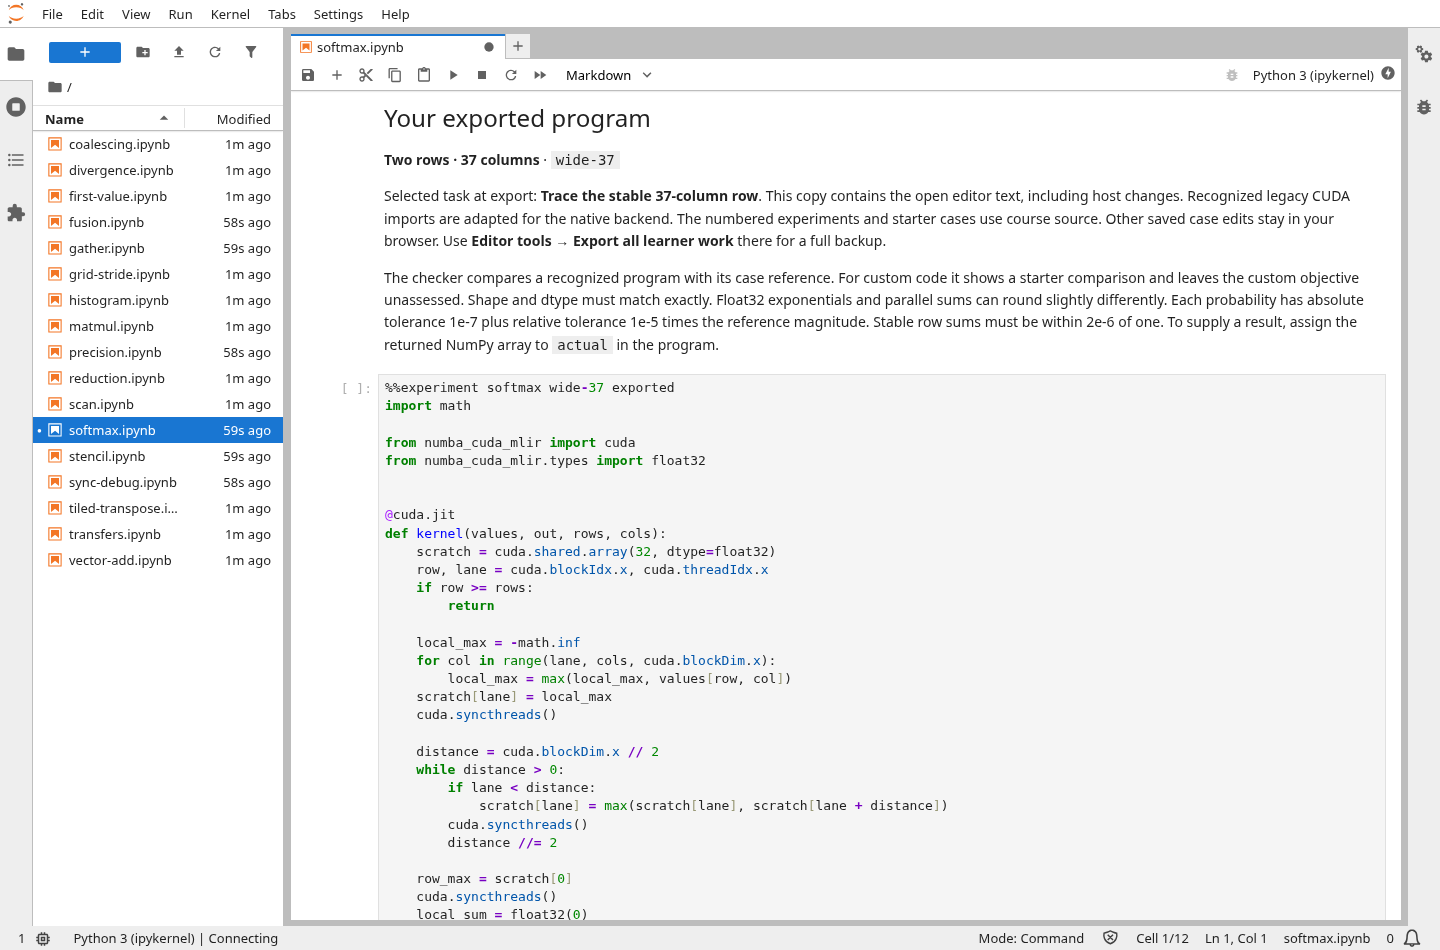 File Edit View Run Kernel Tabs Settings Help
/
Name Modified
coalescing.ipynb 1m ago
divergence.ipynb 1m ago
first-value.ipynb 1m ago
fusion.ipynb 58s ago
gather.ipynb 59s ago
grid-stride.ipynb 1m ago
histogram.ipynb 1m ago
matmul.ipynb 1m ago
precision.ipynb 58s ago
reduction.ipynb 1m ago
scan.ipynb 1m ago
softmax.ipynb 59s ago
stencil.ipynb 59s ago
sync-debug.ipynb 58s ago
tiled-transpose.i... 1m ago
transfers.ipynb 1m ago
vector-add.ipynb 1m ago
softmax.ipynb
Markdown Python 3 (ipykernel)
Your exported program
Two rows · 37 columns · wide-37
Selected task at export: Trace the stable 37-column row. This copy contains the open editor text, including host changes. Recognized legacy CUDA
imports are adapted for the native backend. The numbered experiments and starter cases use course source. Other saved case edits stay in your
browser. Use Editor tools → Export all learner work there for a full backup.
The checker compares a recognized program with its case reference. For custom code it shows a starter comparison and leaves the custom objective
unassessed. Shape and dtype must match exactly. Float32 exponentials and parallel sums can round slightly differently. Each probability has absolute
tolerance 1e-7 plus relative tolerance 1e-5 times the reference magnitude. Stable row sums must be within 2e-6 of one. To supply a result, assign the
returned NumPy array to actual in the program.
[ ]:
%%experiment softmax wide-37 exported
import math
from numba_cuda_mlir import cuda
from numba_cuda_mlir.types import float32
@cuda.jit
def kernel(values, out, rows, cols):
    scratch = cuda.shared.array(32, dtype=float32)
    row, lane = cuda.blockIdx.x, cuda.threadIdx.x
    if row >= rows:
        return
    local_max = -math.inf
    for col in range(lane, cols, cuda.blockDim.x):
        local_max = max(local_max, values[row, col])
    scratch[lane] = local_max
    cuda.syncthreads()
    distance = cuda.blockDim.x // 2
    while distance > 0:
        if lane < distance:
            scratch[lane] = max(scratch[lane], scratch[lane + distance])
        cuda.syncthreads()
        distance //= 2
    row_max = scratch[0]
    cuda.syncthreads()
    local_sum = float32(0)
1 Python 3 (ipykernel) | Connecting Mode: Command Cell 1/12 Ln 1, Col 1 softmax.ipynb 0